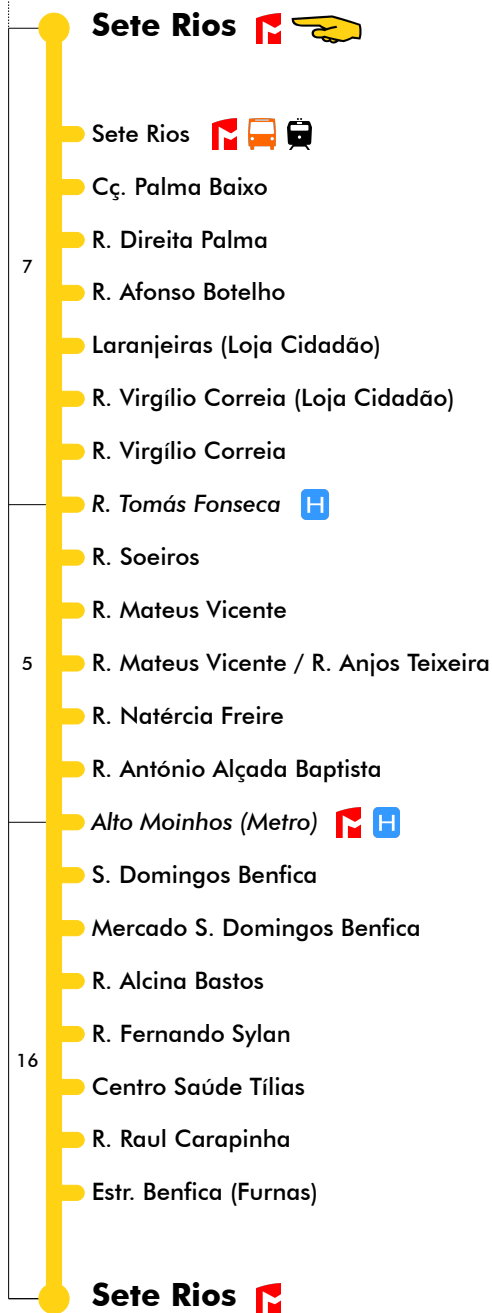 Sete Rios
Sete Rios
Cç. Palma Baixo
R. Direita Palma
7
R. Afonso Botelho
Laranjeiras (Loja Cidadão)
R. Virgílio Correia (Loja Cidadão)
R. Virgílio Correia
R. Tomás Fonseca H
R. Soeiros
R. Mateus Vicente
5 R. Mateus Vicente / R. Anjos Teixeira
R. Natércia Freire
R. António Alçada Baptista
Alto Moinhos (Metro) H
S. Domingos Benfica
Mercado S. Domingos Benfica
R. Alcina Bastos
R. Fernando Sylan
16
Centro Saúde Tílias
R. Raul Carapinha
Estr. Benfica (Furnas)
Sete Rios